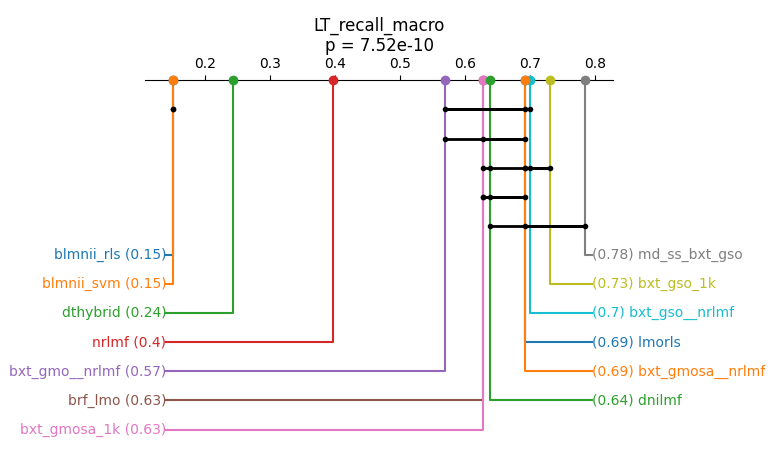 LT_recall_macro
p = 7.52e-10
0.2 0.3 0.4 0.5 0.6 0.7 0.8
blmnii_rls (0.15) (0.78) md_ss_bxt_gso
blmnii_svm (0.15) (0.73) bxt_gso_1k
dthybrid (0.24) (0.7) bxt_gso__nrlmf
nrlmf (0.4) (0.69) lmorls
bxt_gmo__nrlmf (0.57) (0.69) bxt_gmosa__nrlmf
brf_lmo (0.63) (0.64) dnilmf
bxt_gmosa_1k (0.63)